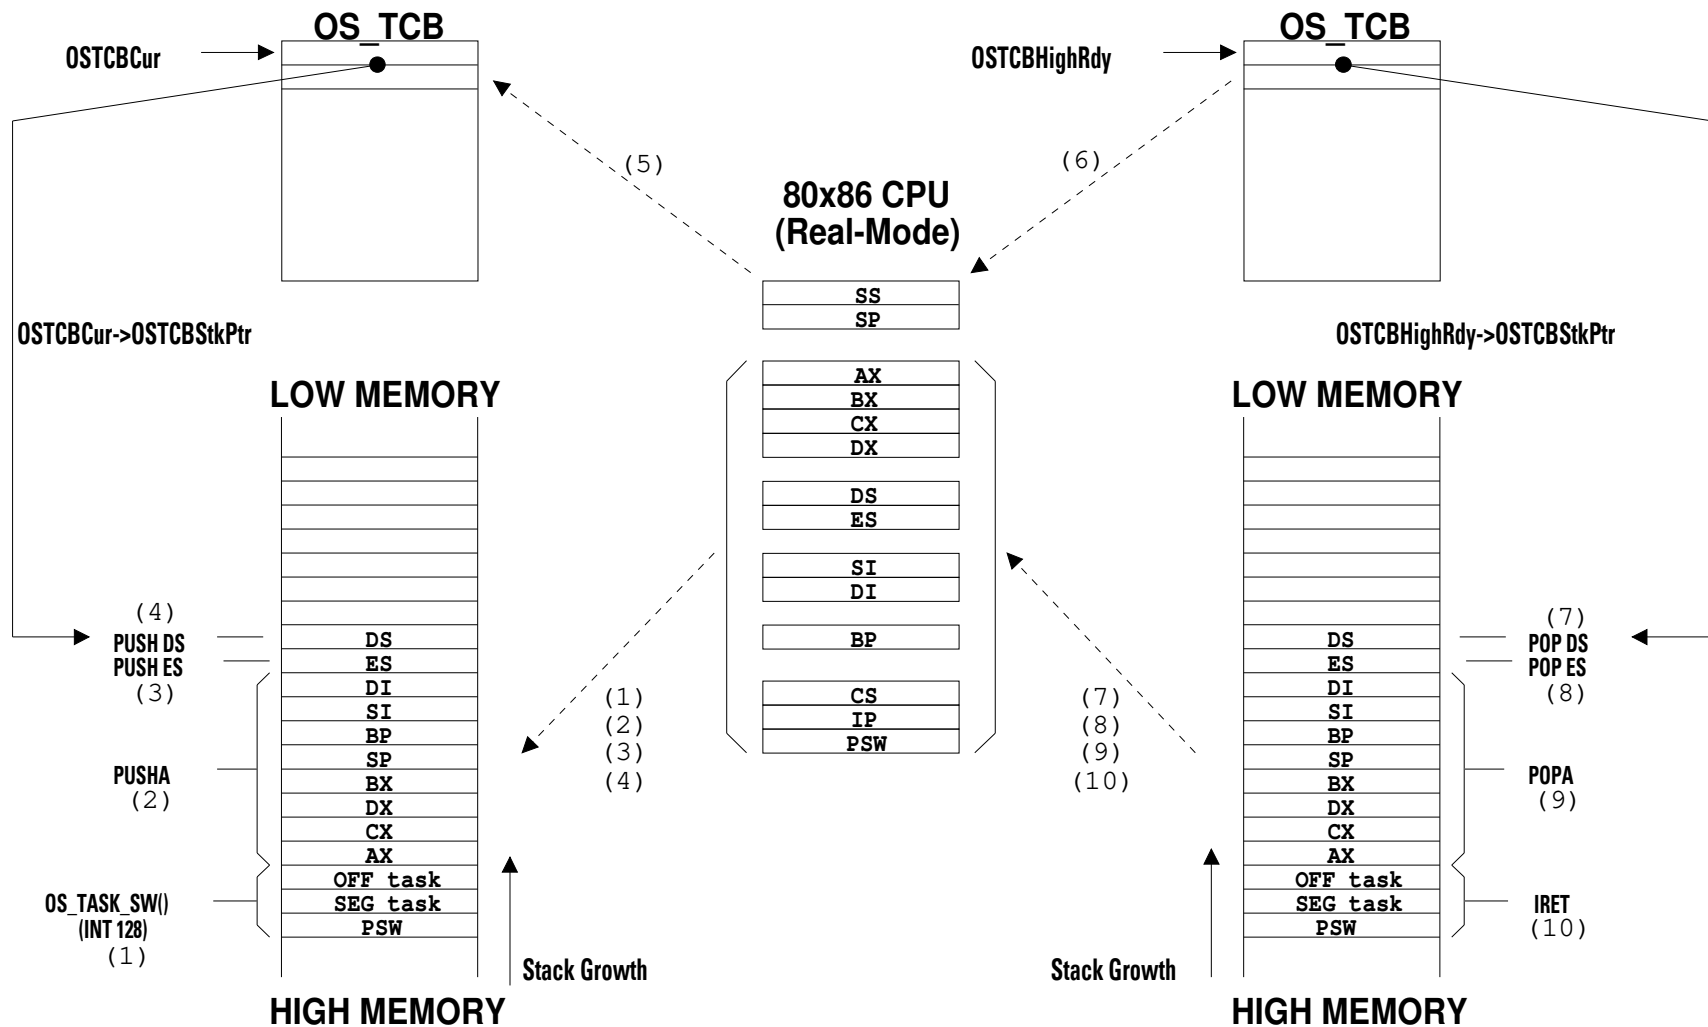 OS_TCB
OSTCBCur
OS_TCB
OSTCBHighRdy
(5)
(6)
80x86 CPU
(Real-Mode)
SS
SP
OSTCBCur->OSTCBStkPtr
OSTCBHighRdy->OSTCBStkPtr
AX
BX
CX
DX
DS
ES
SI
DI
BP
CS
IP
PSW
LOW MEMORY
(4)
PUSH DS
PUSH ES
(3)
PUSHA
(2)
OS_TASK_SW()
(INT 128)
(1)
DS
ES
DI
SI
BP
SP
BX
DX
CX
AX
OFF task
SEG task
PSW
Stack Growth
HIGH MEMORY
(1)
(2)
(3)
(4)
(7)
(8)
(9)
(10)
LOW MEMORY
DS
ES
DI
SI
BP
SP
BX
DX
CX
AX
OFF task
SEG task
PSW
(7)
POP DS
POP ES
(8)
POPA
(9)
IRET
(10)
Stack Growth
HIGH MEMORY